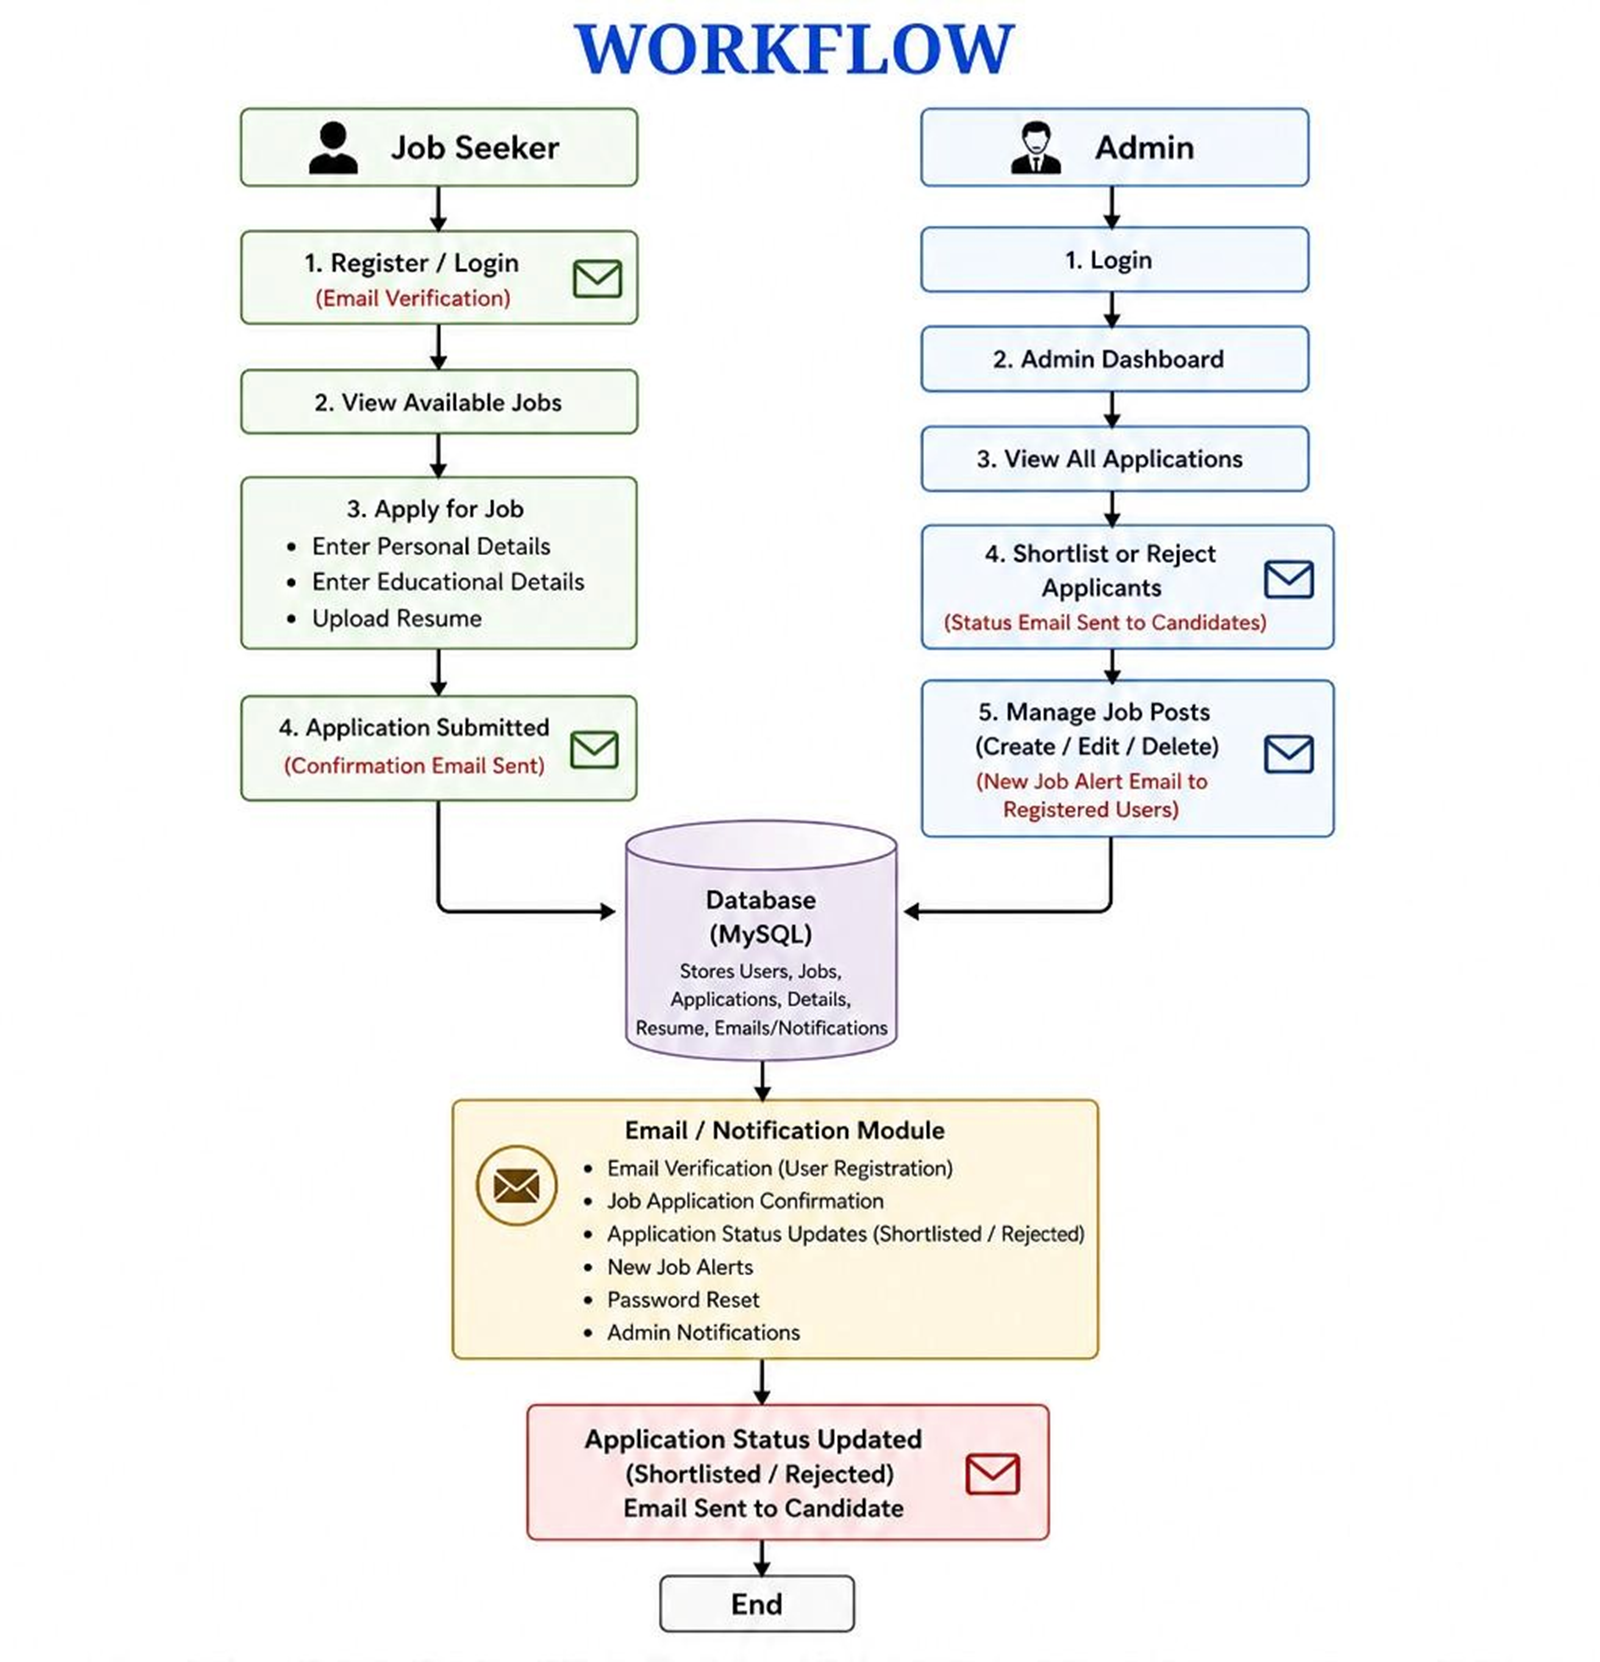 WORKFLOW
Job Seeker
1. Register / Login
(Email Verification)
2. View Available Jobs
3. Apply for Job
• Enter Personal Details
• Enter Educational Details
• Upload Resume
4. Application Submitted
(Confirmation Email Sent)
Admin
1. Login
2. Admin Dashboard
3. View All Applications
4. Shortlist or Reject
Applicants
(Status Email Sent to Candidates)
5. Manage Job Posts
(Create / Edit / Delete)
(New Job Alert Email to
Registered Users)
Database
(MySQL)
Stores Users, Jobs,
Applications, Details,
Resume, Emails/Notifications
Email / Notification Module
• Email Verification (User Registration)
• Job Application Confirmation
• Application Status Updates (Shortlisted / Rejected)
• New Job Alerts
• Password Reset
• Admin Notifications
Application Status Updated
(Shortlisted / Rejected)
Email Sent to Candidate
End